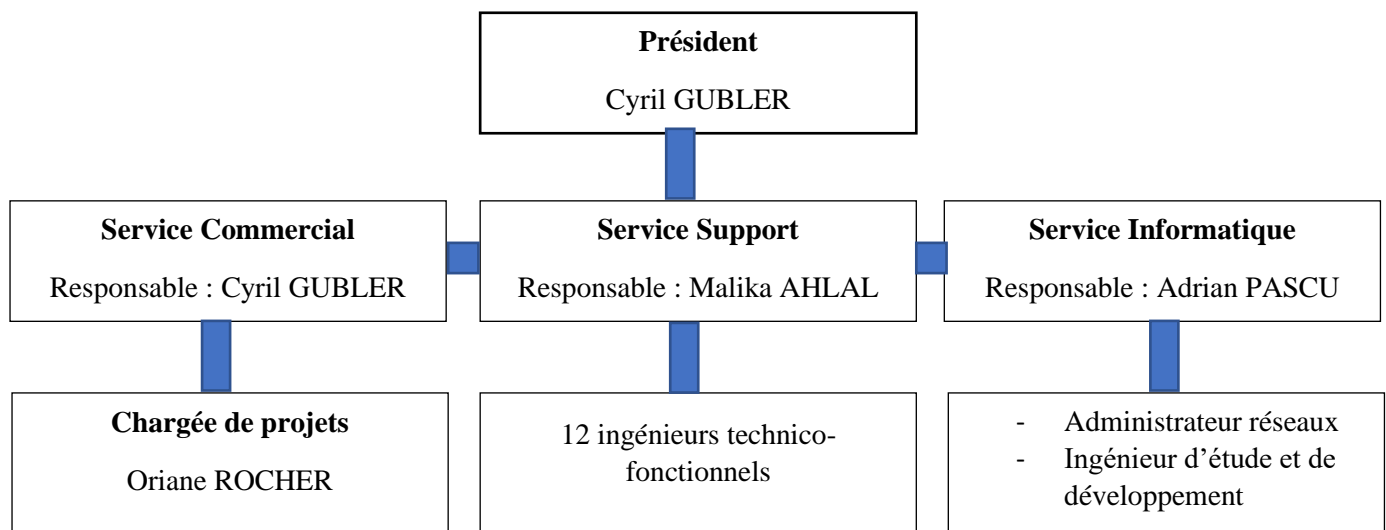 Président
Cyril GUBLER
Service Commercial
Responsable : Cyril GUBLER
Service Support
Responsable : Malika AHLAL
Service Informatique
Responsable : Adrian PASCU
Chargée de projets
Oriane ROCHER
12 ingénieurs technico-
fonctionnels
- Administrateur réseaux
- Ingénieur d’étude et de
développement